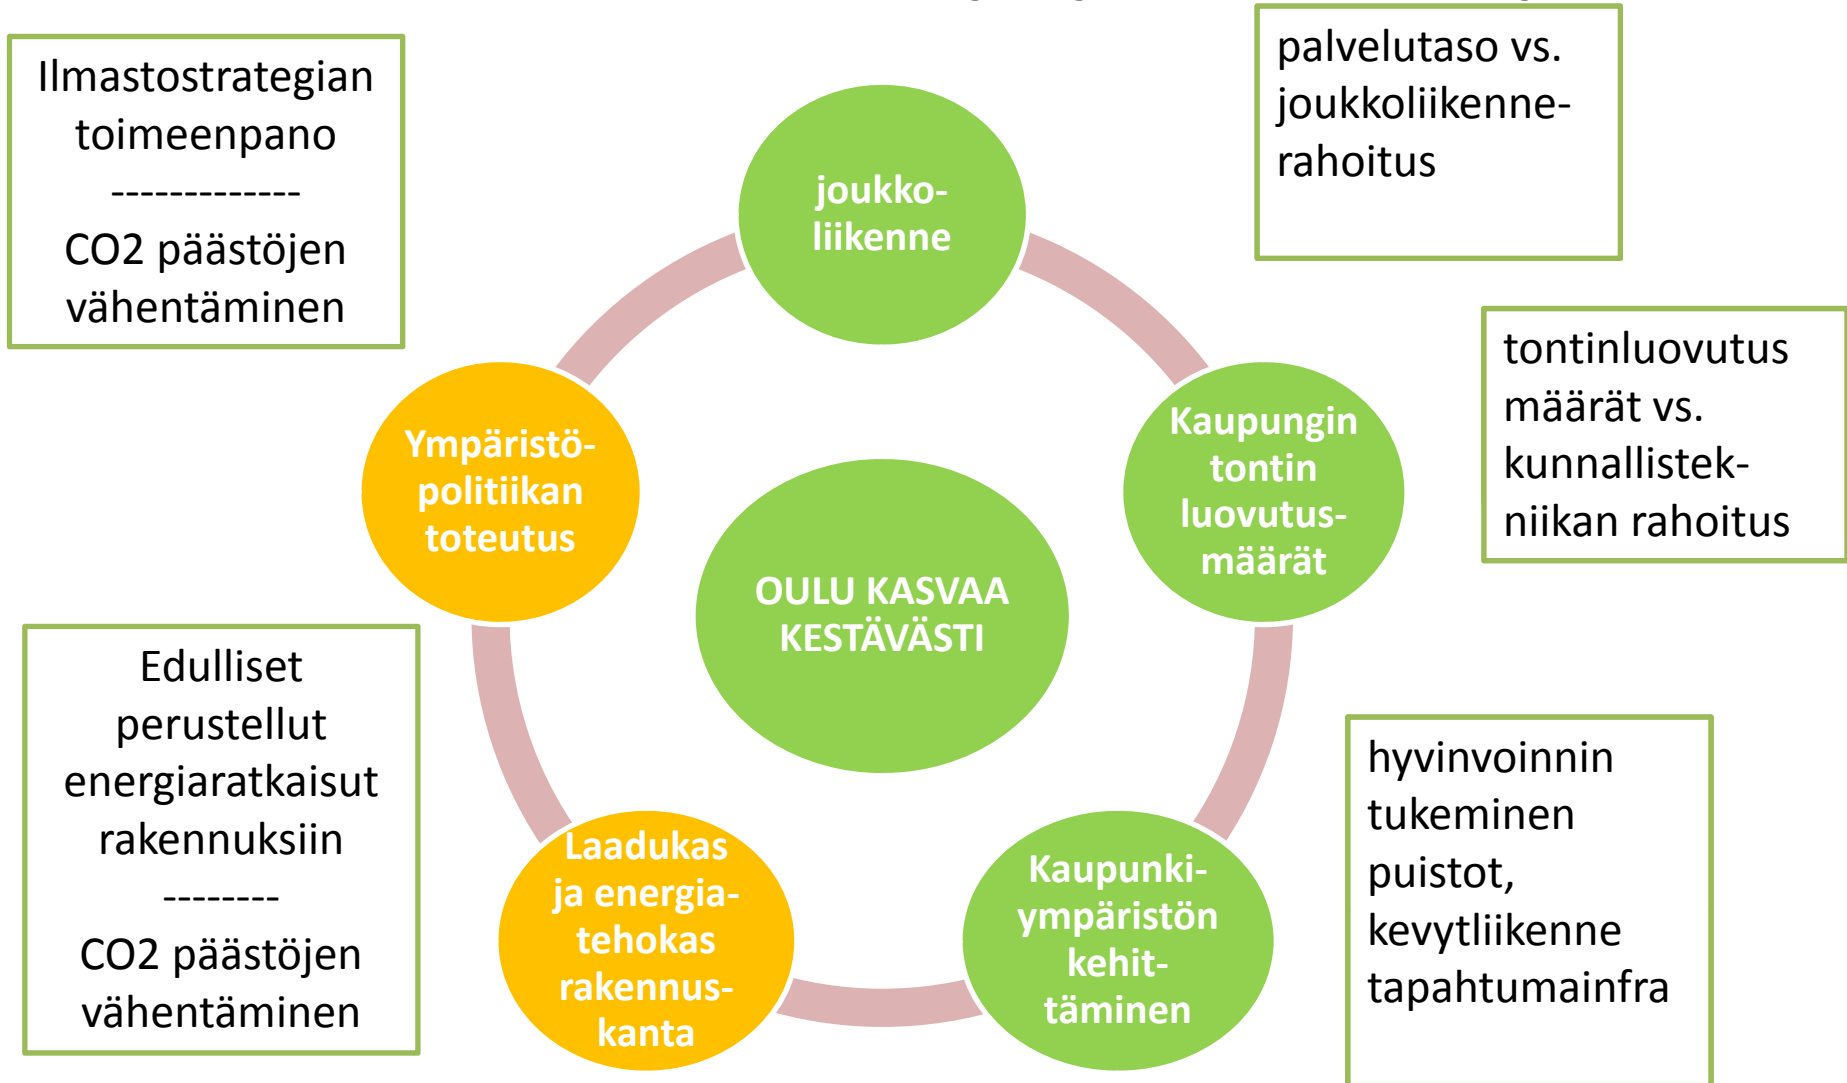 Ilmastostrategian
toimeenpano
-------------
CO2 päästöjen
vähentäminen
joukko-
liikenne
palvelutaso vs.
joukkoliikenne-
rahoitus
Ympäristö-
politiikan
toteutus
Kaupungin
tontin
luovutus-
määrät
tontinluovutus
määrät vs.
kunnallistek-
niikan rahoitus
OULU KASVAA
KESTÄVÄSTI
Edulliset
perustellut
energiaratkaisut
rakennuksiin
--------
CO2 päästöjen
vähentäminen
Laadukas
ja energia-
tehokas
rakennus-
kanta
Kaupunki-
ympäristön
kehit-
täminen
hyvinvoinnin
tukeminen
puistot,
kevytliikenne
tapahtumainfra